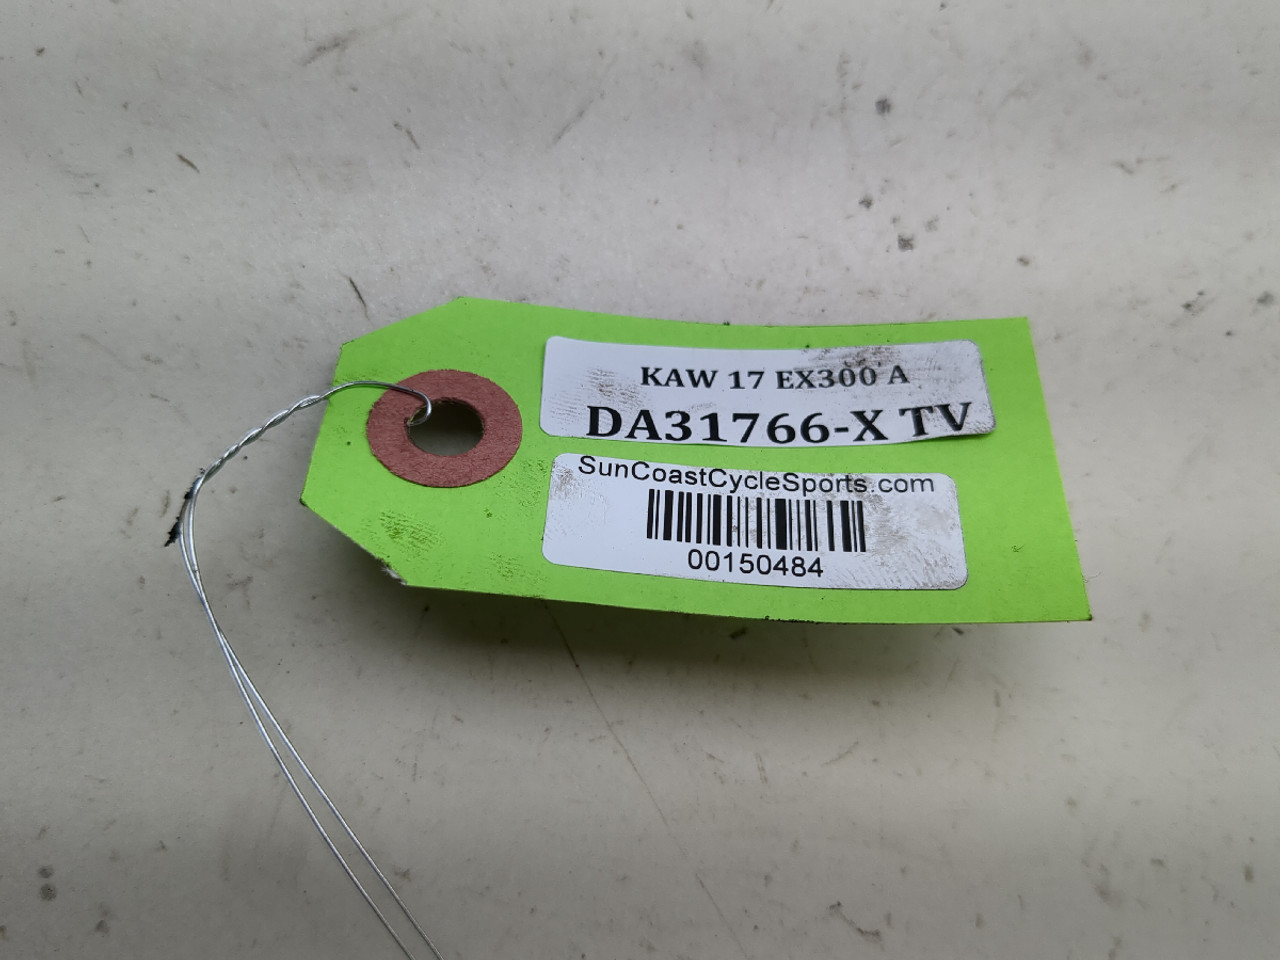 KAW 17 EX300 A
DA31766-X TV
SunCoastCycleSports.com
00150484